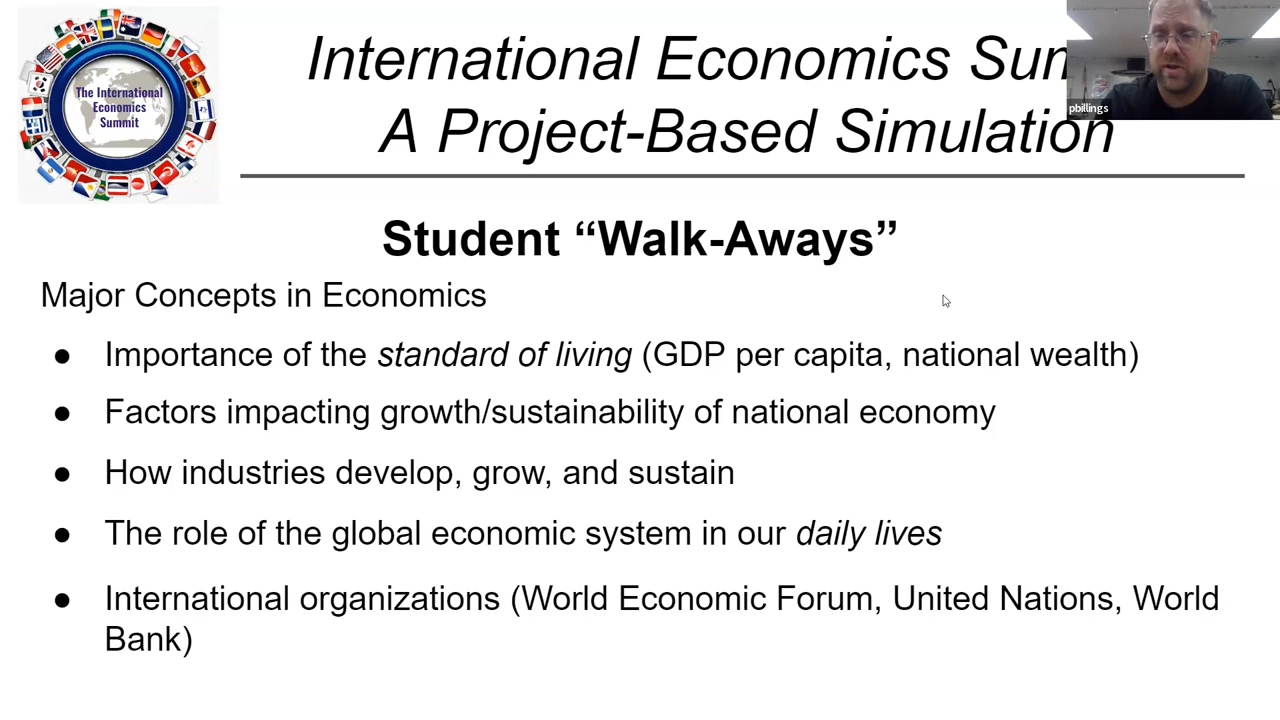 The International
Economics
Summit
International Economics Sum
A Project-Based Simulation
pbillings
Student “Walk-Aways”
Major Concepts in Economics
● Importance of the standard of living (GDP per capita, national wealth)
● Factors impacting growth/sustainability of national economy
● How industries develop, grow, and sustain
● The role of the global economic system in our daily lives
● International organizations (World Economic Forum, United Nations, World
Bank)